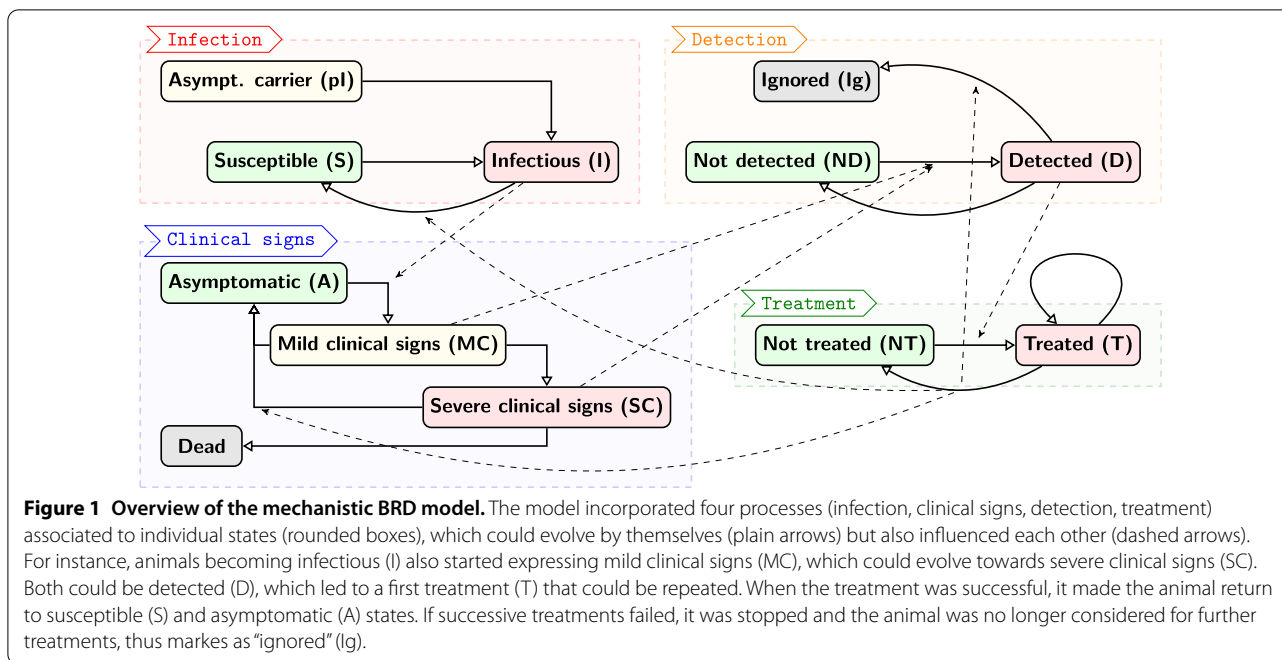 Infection
Asympt. carrier (pI)
Susceptible (S)
Infectious (I)
Detection
Ignored (Ig)
Not detected (ND)
Detected (D)
Clinical signs
Asymptomatic (A)
Mild clinical signs (MC)
Severe clinical signs (SC)
Dead
Treatment
Not treated (NT)
Treated (T)
Figure 1 Overview of the mechanistic BRD model. The model incorporated four processes (infection, clinical signs, detection, treatment)
associated to individual states (rounded boxes), which could evolve by themselves (plain arrows) but also influenced each other (dashed arrows).
For instance, animals becoming infectious (I) also started expressing mild clinical signs (MC), which could evolve towards severe clinical signs (SC).
Both could be detected (D), which led to a first treatment (T) that could be repeated. When the treatment was successful, it made the animal return
to susceptible (S) and asymptomatic (A) states. If successive treatments failed, it was stopped and the animal was no longer considered for further
treatments, thus markes as “ignored” (Ig).